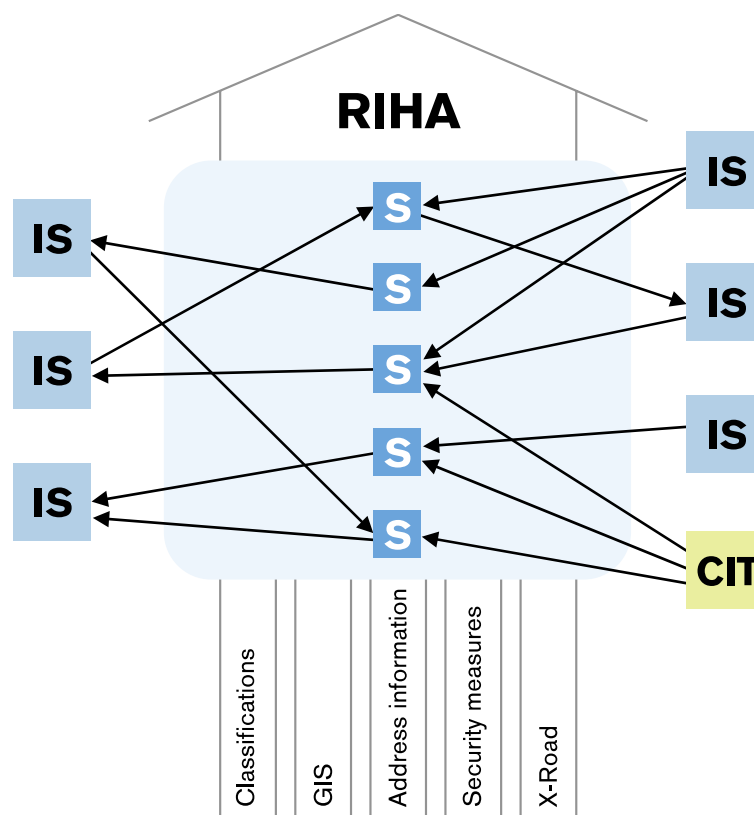 RIHA
IS
S
IS
S
IS
S
IS
IS
S
IS
IS
S
CIT
Classifications
GIS
Address information
Security measures
X-Road